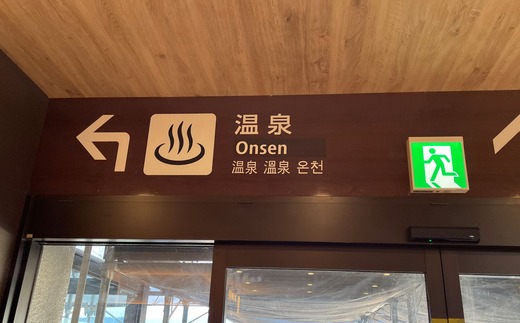 温泉
Onsen
温泉 溫泉 온천